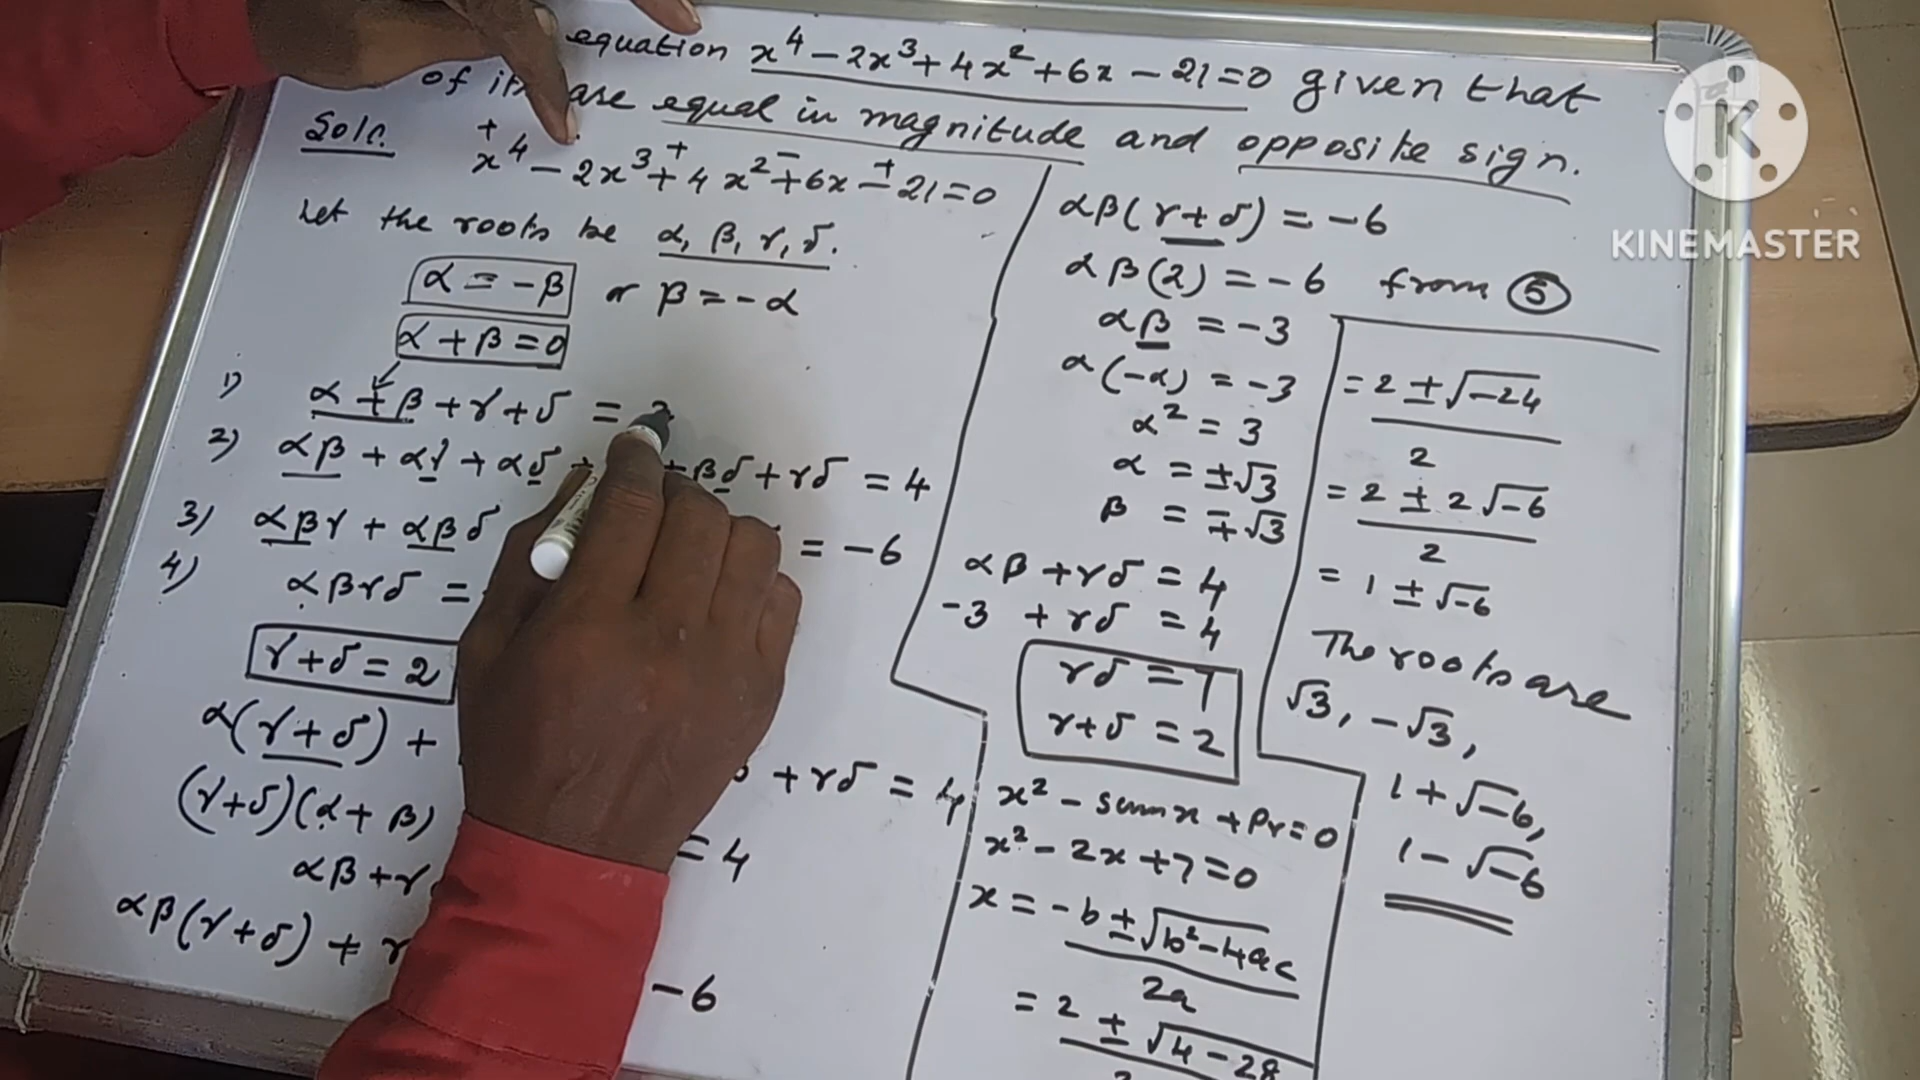 equation x⁴ - 2x³ + 4x² + 6x - 21 = 0 given that
of its are equal in magnitude and opposite sign.
Soln.
+ + - +
x⁴ - 2x³ + 4x² + 6x - 21 = 0
Let the roots be α, β, γ, δ.
α = -β or β = -α
α + β = 0
1) α + β + γ + δ =
2) αβ + αγ + αδ + + βδ + γδ = 4
3) αβγ + αβδ = -6
4) αβγδ =
γ + δ = 2
α(γ + δ) + + γδ = 4
(γ + δ)(α + β) = 4
αβ + γ
αβ(γ + δ) +
-6
αβ(γ + δ) = -6
αβ(2) = -6 from ⑤
αβ = -3
α(-α) = -3
α² = 3
α = ±√3
β = ∓√3
αβ + γδ = 4
-3 + γδ = 4
γδ = 7
γ + δ = 2
x² - sum x + Pr = 0
x² - 2x + 7 = 0
x = -b ± √b² - 4ac
2a
= 2 ± √4 - 28
= 2 ± √-24
2
= 2 ± 2√-6
2
= 1 ± √-6
The roots are
√3, -√3,
1 + √-6,
1 - √-6
K
KINEMASTER